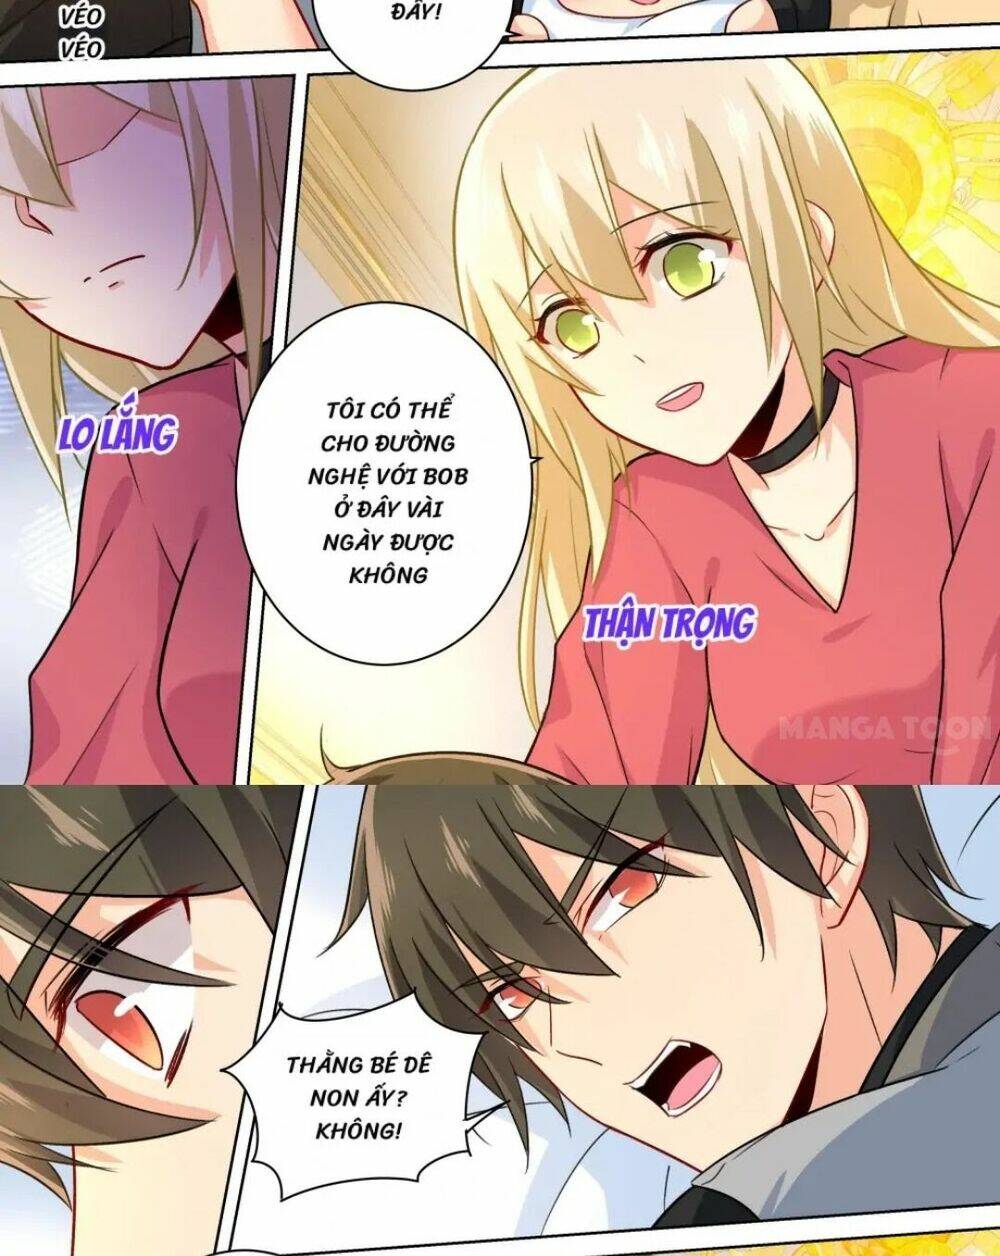 VÉO
VÉO
ĐÂY!
LO LẮNG
TÔI CÓ THỂ
CHO ĐƯỜNG
NGHỆ VỚI BOB
Ở ĐÂY VÀI
NGÀY ĐƯỢC
KHÔNG
THẬN TRỌNG
MANGA TOON
THẰNG BÉ DÊ
NON ẤY?
KHÔNG!